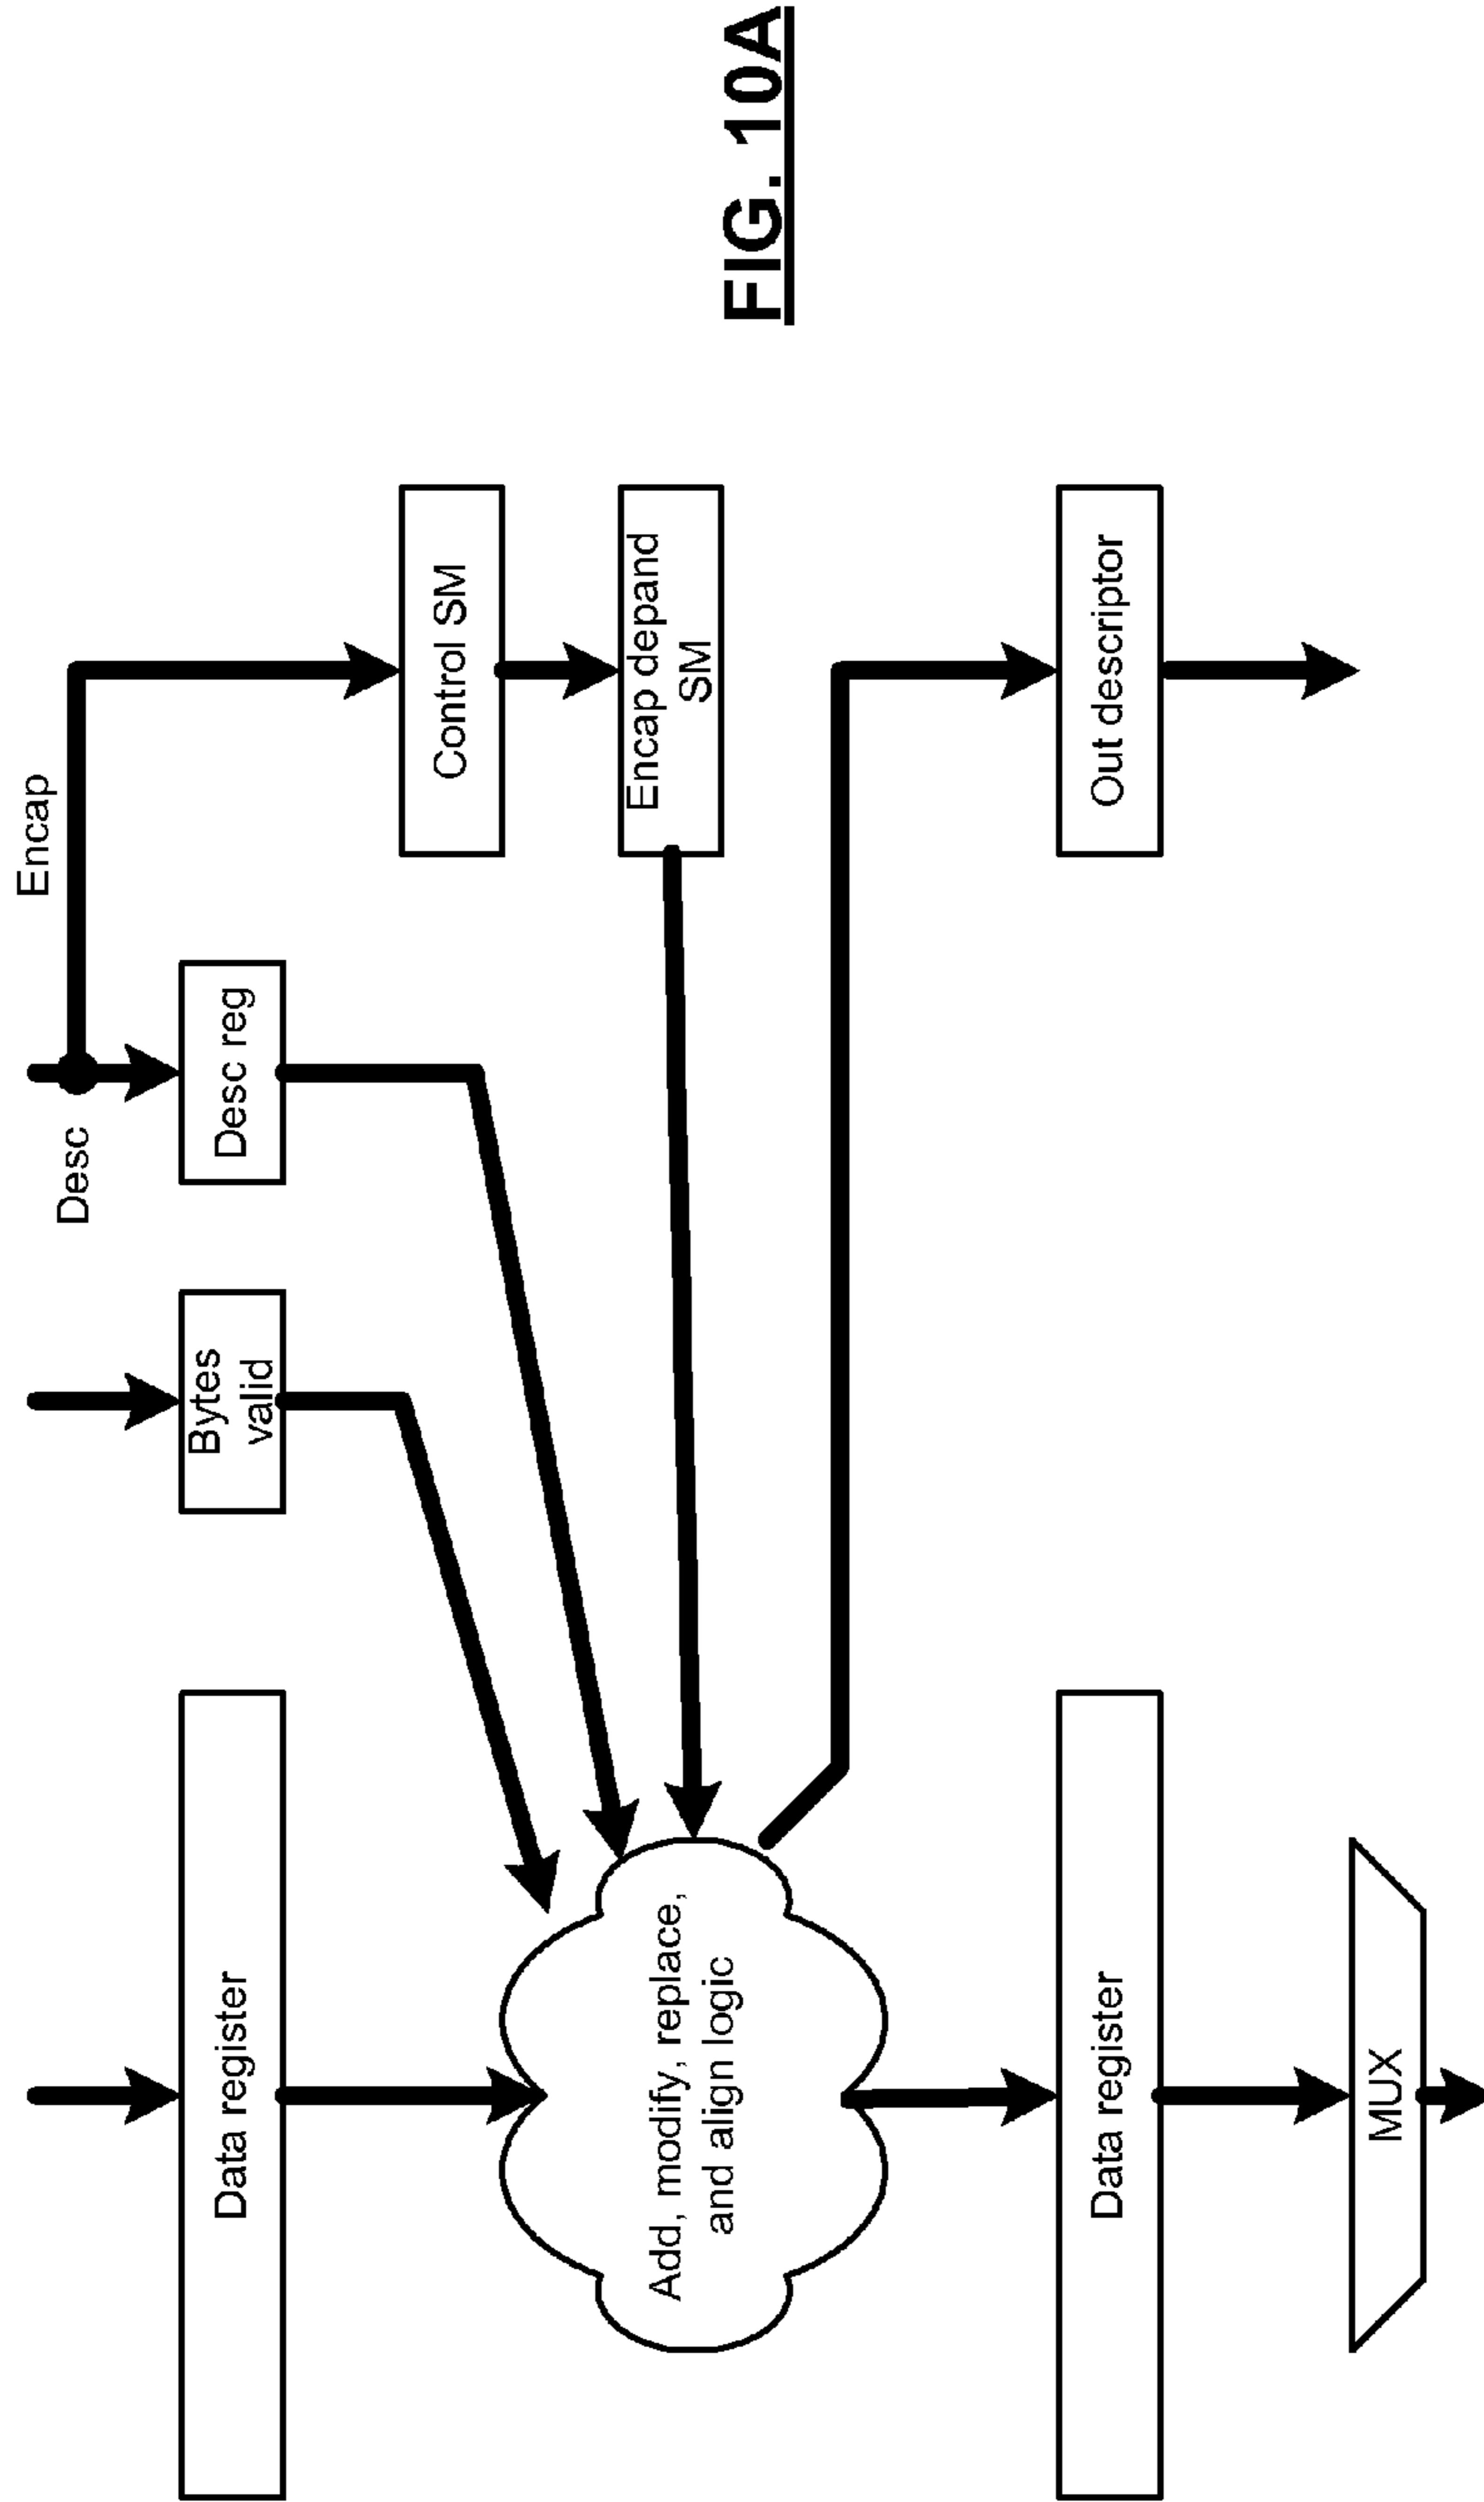 Encap
Desc
Data register
Bytes
valid
Desc reg
Control SM
Encap depand
SM
Add, modify, replace,
and align logic
Data register
Out descriptor
MUX
FIG. 10A